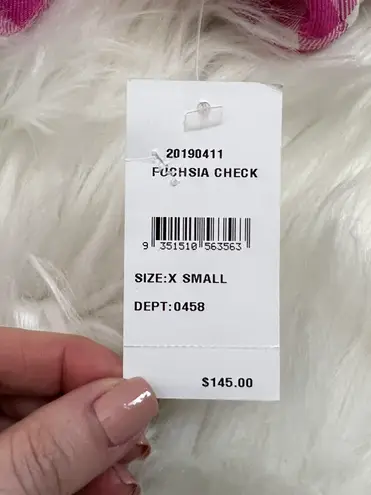 20190411
FUCHSIA CHECK
9 351510 563563
SIZE:X SMALL
DEPT:0458
$145.00